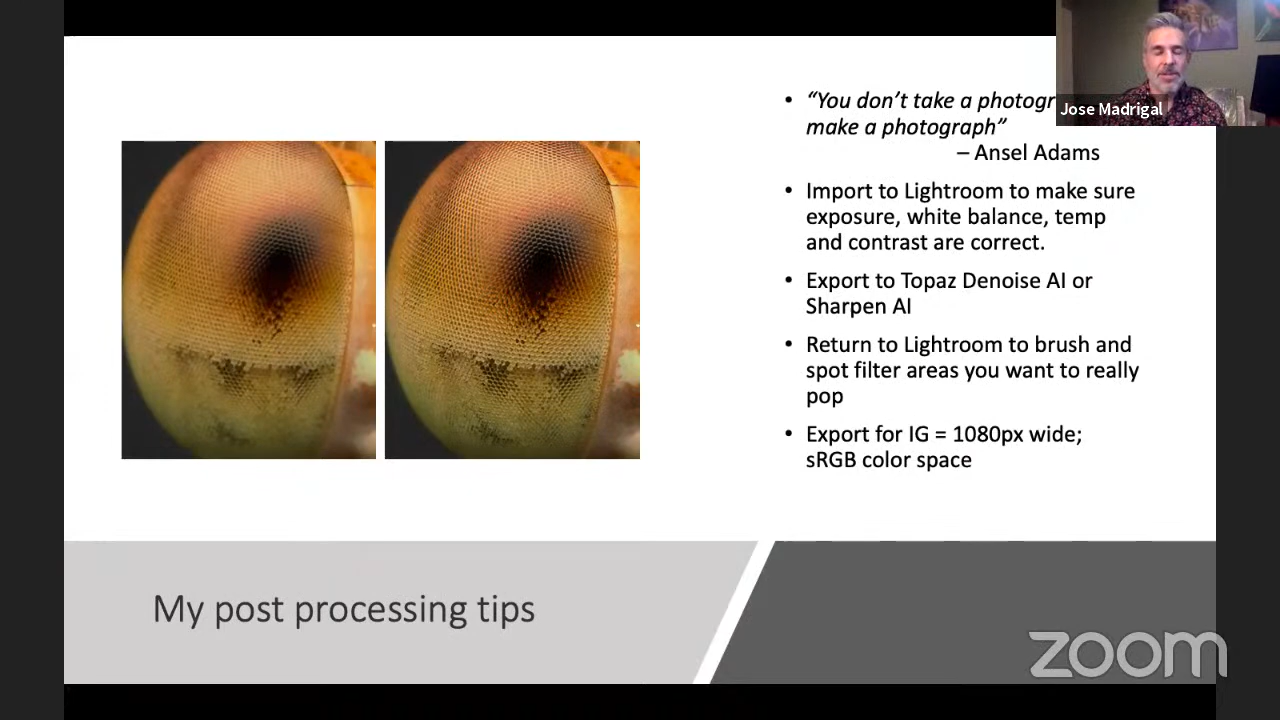 • “You don’t take a photogr
make a photograph”
– Ansel Adams
• Import to Lightroom to make sure
exposure, white balance, temp
and contrast are correct.
• Export to Topaz Denoise AI or
Sharpen AI
• Return to Lightroom to brush and
spot filter areas you want to really
pop
• Export for IG = 1080px wide;
sRGB color space
Jose Madrigal
My post processing tips
zoom